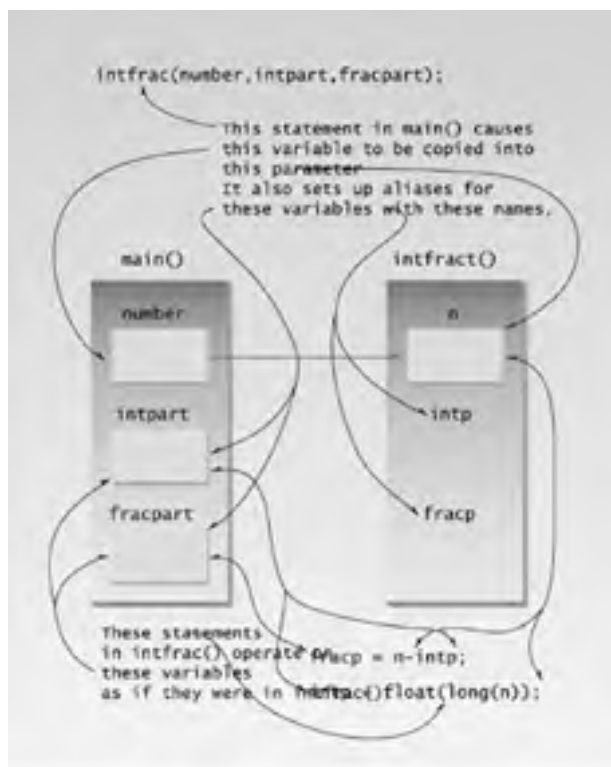 intfrac(number,intpart,fracpart);
This statement in main() causes
this variable to be copied into
this parameter
It also sets up aliases for
these variables with these names.
main()
intfract()
number
n
intpart
intp
fracpart
fracp
These statements
in intfrac() operate on
these variables
as if they were in
fracp = n-intp;
float(long(n));